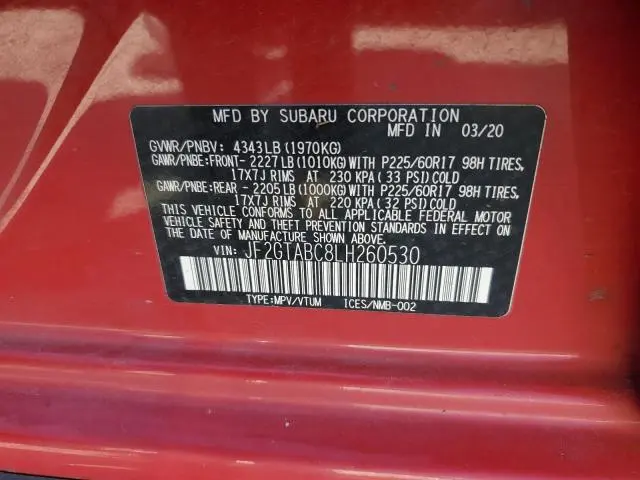 MFD BY SUBARU CORPORATION
MFD IN 03/20
GVWR/PNBV: 4343LB (1970KG)
GAWR/PNBE:FRONT- 2227LB (1010KG) WITH P225/60R17 98H TIRES,
17X7J RIMS AT 230 KPA (33 PSI) COLD
GAWR/PNBE:REAR - 2205LB (1000KG) WITH P225/60R17 98H TIRES,
17X7J RIMS AT 220 KPA (32 PSI) COLD
THIS VEHICLE CONFORMS TO ALL APPLICABLE FEDERAL MOTOR
VEHICLE SAFETY AND THEFT PREVENTION STANDARDS IN EFFECT ON
THE DATE OF MANUFACTURE SHOWN ABOVE.
VIN: JF2GTABC8LH260530
TYPE:MPV/VTUM ICES/NMB-002